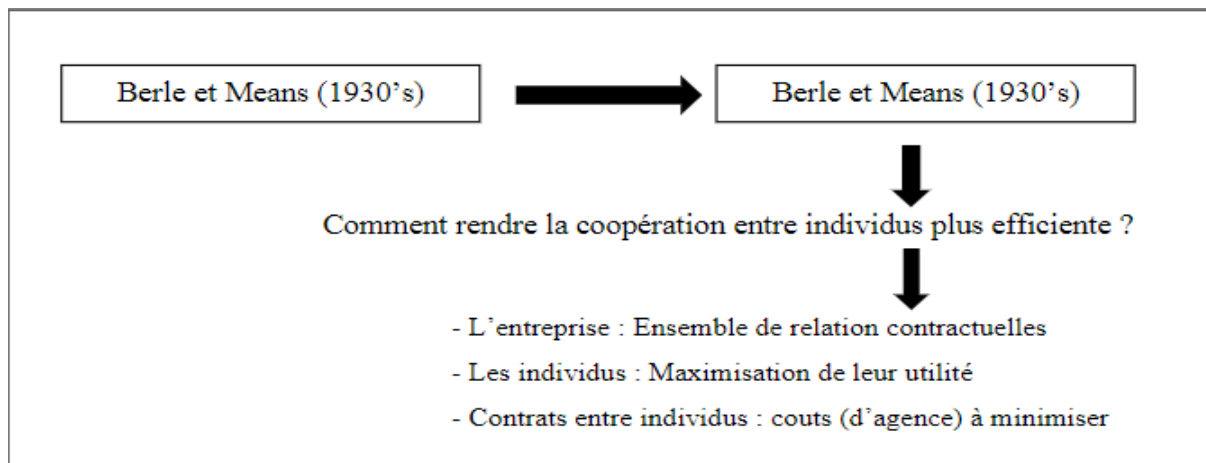 Berle et Means (1930's)
Berle et Means (1930's)
Comment rendre la coopération entre individus plus efficiente ?
- L'entreprise : Ensemble de relation contractuelles
- Les individus : Maximisation de leur utilité
- Contrats entre individus : couts (d'agence) à minimiser